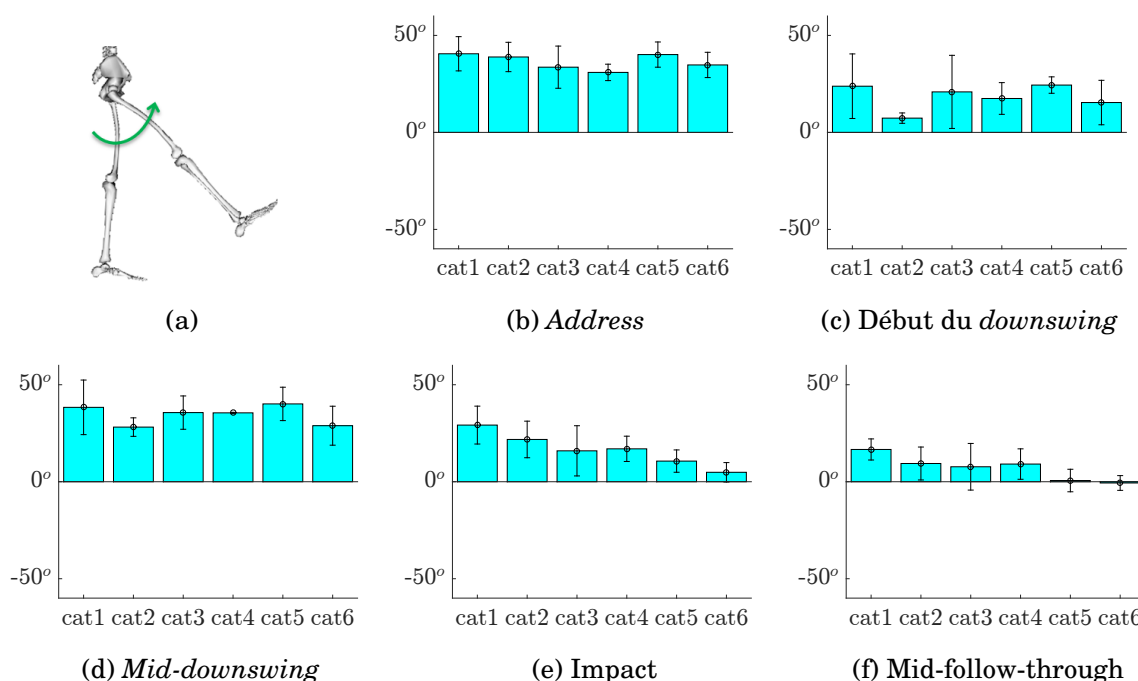 50°
0°
-50°
cat1 cat2 cat3 cat4 cat5 cat6
50°
0°
-50°
cat1 cat2 cat3 cat4 cat5 cat6
(a)
(b) Address
(c) Début du downswing
50°
0°
-50°
cat1 cat2 cat3 cat4 cat5 cat6
50°
0°
-50°
cat1 cat2 cat3 cat4 cat5 cat6
50°
0°
-50°
cat1 cat2 cat3 cat4 cat5 cat6
(d) Mid-downswing
(e) Impact
(f) Mid-follow-through